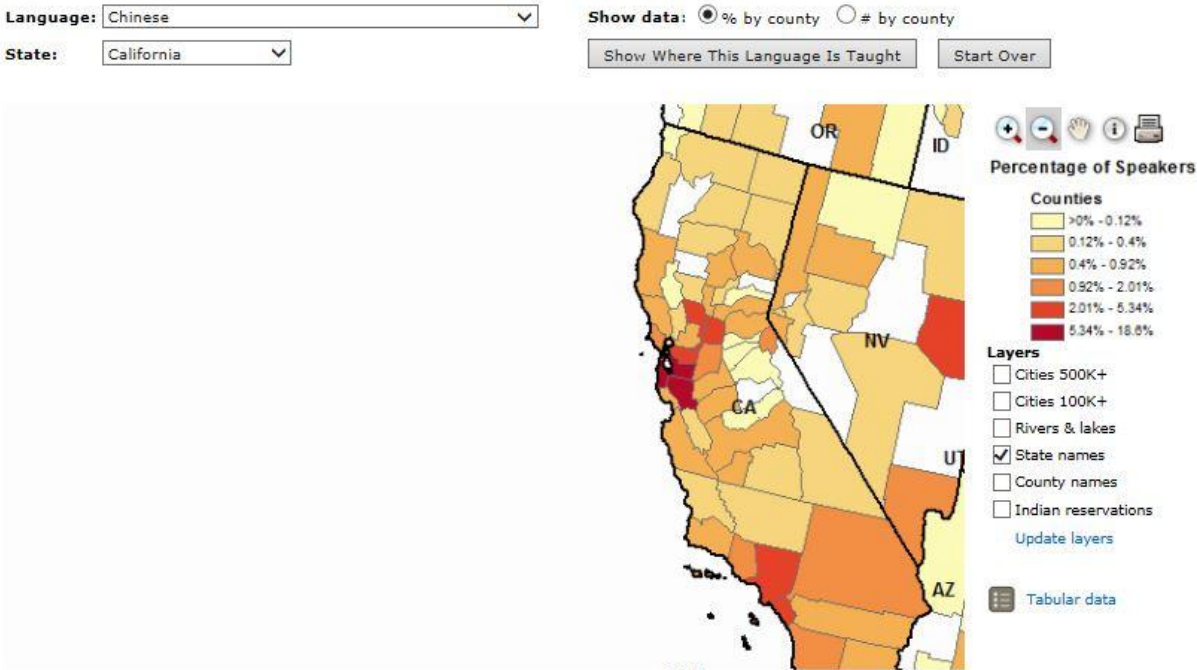 Language: Chinese
Show data: % by county # by county
State: California
Show Where This Language Is Taught Start Over
OR
ID
NV
CA
UT
AZ
Percentage of Speakers
Counties
>0% - 0.12%
0.12% - 0.4%
0.4% - 0.92%
0.92% - 2.01%
2.01% - 5.34%
5.34% - 18.6%
Layers
Cities 500K+
Cities 100K+
Rivers & lakes
State names
County names
Indian reservations
Update layers
Tabular data